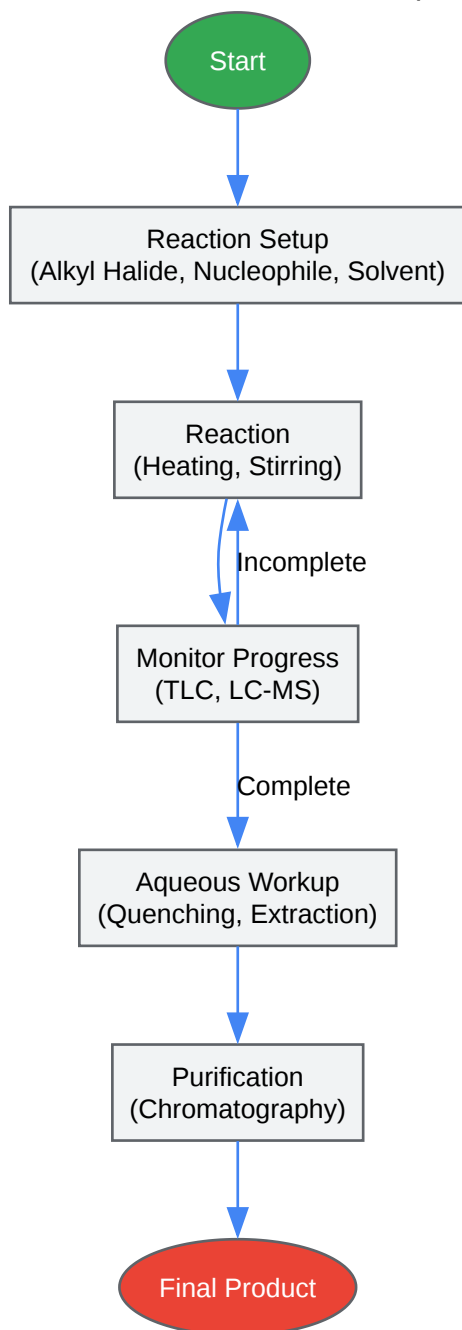 Start
Reaction Setup
(Alkyl Halide, Nucleophile, Solvent)
Reaction
(Heating, Stirring)
Incomplete
Monitor Progress
(TLC, LC-MS)
Complete
Aqueous Workup
(Quenching, Extraction)
Purification
(Chromatography)
Final Product